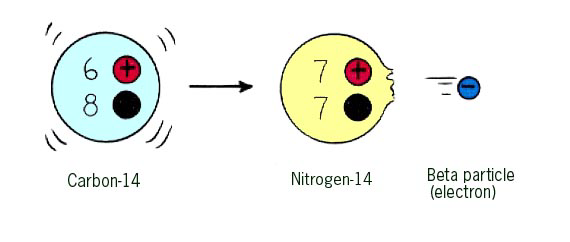 6 +
8
7 +
7
−
Carbon-14
Nitrogen-14
Beta particle
(electron)